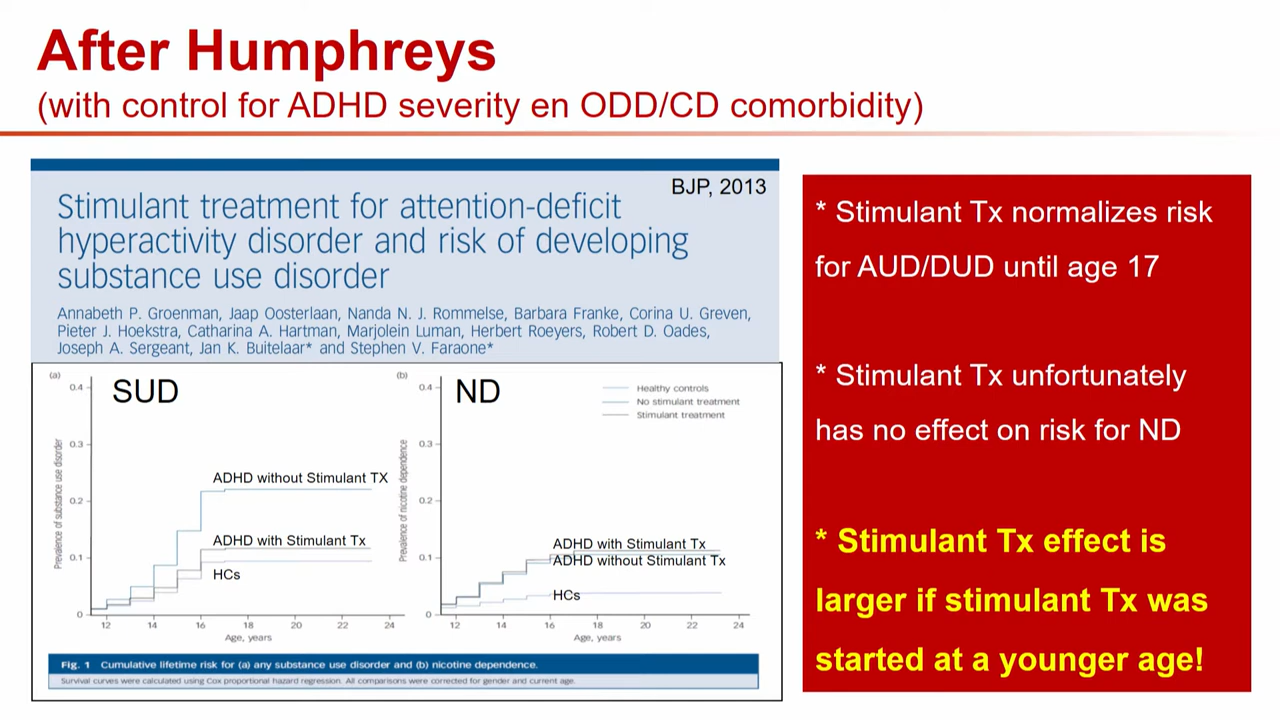 After Humphreys
(with control for ADHD severity en ODD/CD comorbidity)
BJP, 2013
Stimulant treatment for attention-deficit
hyperactivity disorder and risk of developing
substance use disorder
Annabeth P. Groenman, Jaap Oosterlaan, Nanda N. J. Rommelse, Barbara Franke, Corina U. Greven,
Pieter J. Hoekstra, Catharina A. Hartman, Marjolein Luman, Herbert Roeyers, Robert D. Oades,
Joseph A. Sergeant, Jan K. Buitelaar* and Stephen V. Faraone*
(a)
SUD
0.4
0.3
0.2
0.1
0
Prevalence of substance use disorder
ADHD without Stimulant TX
ADHD with Stimulant Tx
HCs
12 14 16 18 20 22 24
Age, years
(b)
ND
Healthy controls
No stimulant treatment
Stimulant treatment
0.4
0.3
0.2
0.1
0
Prevalence of nicotine dependence
ADHD with Stimulant Tx
ADHD without Stimulant Tx
HCs
12 14 16 18 20 22 24
Age, years
Fig. 1 Cumulative lifetime risk for (a) any substance use disorder and (b) nicotine dependence.
Survival curves were calculated using Cox proportional hazard regression. All comparisons were corrected for gender and current age.
* Stimulant Tx normalizes risk
for AUD/DUD until age 17
* Stimulant Tx unfortunately
has no effect on risk for ND
* Stimulant Tx effect is
larger if stimulant Tx was
started at a younger age!